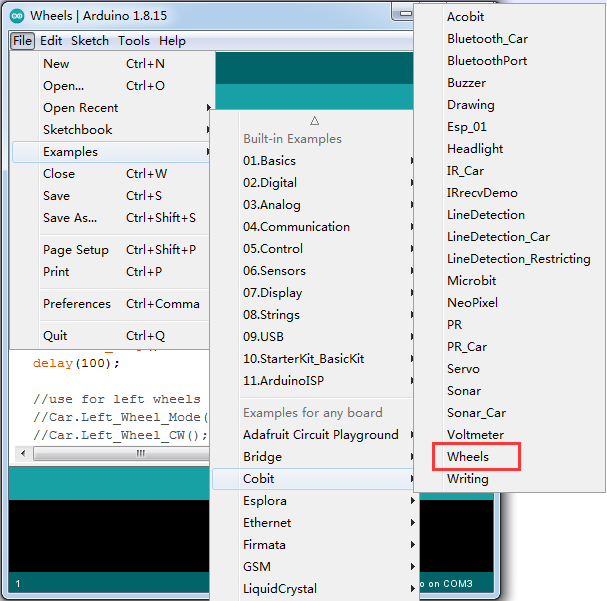 Wheels | Arduino 1.8.15
File Edit Sketch Tools Help
New Ctrl+N
Open... Ctrl+O
Open Recent
Sketchbook
Examples
Close Ctrl+W
Save Ctrl+S
Save As... Ctrl+Shift+S
Page Setup Ctrl+Shift+P
Print Ctrl+P
Preferences Ctrl+Comma
Quit Ctrl+Q
delay(100);
//use for left wheels
//Car.Left_Wheel_Mode(
//Car.Left_Wheel_CW();
1
Built-in Examples
01.Basics
02.Digital
03.Analog
04.Communication
05.Control
06.Sensors
07.Display
08.Strings
09.USB
10.StarterKit_BasicKit
11.ArduinoISP
Examples for any board
Adafruit Circuit Playground
Bridge
Cobit
Esplora
Ethernet
Firmata
GSM
LiquidCrystal
Acobit
Bluetooth_Car
BluetoothPort
Buzzer
Drawing
Esp_01
Headlight
IR_Car
IRrecvDemo
LineDetection
LineDetection_Car
LineDetection_Restricting
Microbit
NeoPixel
PR
PR_Car
Servo
Sonar
Sonar_Car
Voltmeter
Wheels
Writing
o on COM3